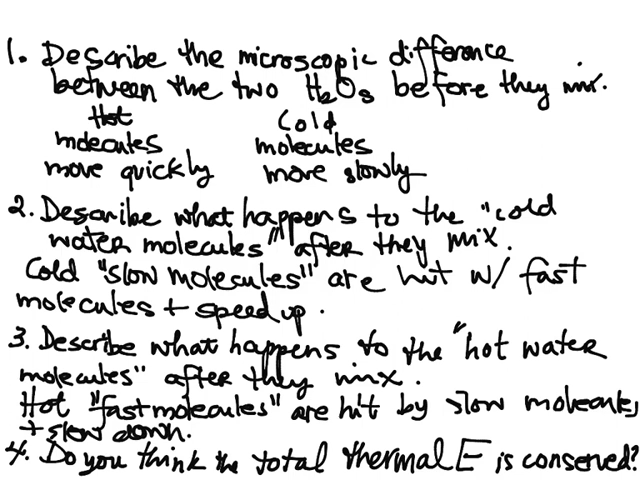 1. Describe the microscopic difference
between the two H₂Os before they mix.
Hot Cold
molecules molecules
move quickly move slowly
2. Describe what happens to the "cold
water molecules" after they mix.
Cold "slow molecules" are hit w/ fast
molecules + speed up.
3. Describe what happens to the "hot water
molecules" after they mix.
Hot "fast molecules" are hit by slow molecules
+ slow down.
4. Do you think the total thermal E is conserved?